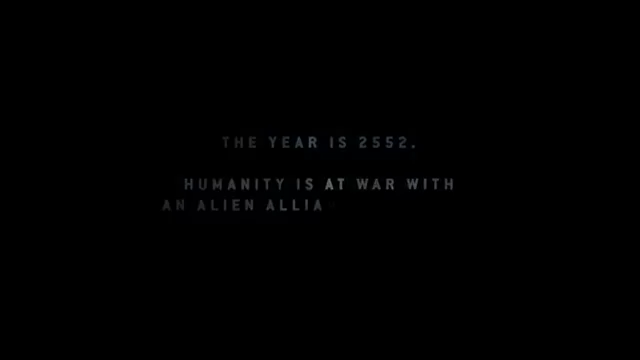 THE YEAR IS 2552.
HUMANITY IS AT WAR WITH
AN ALIEN ALLIA